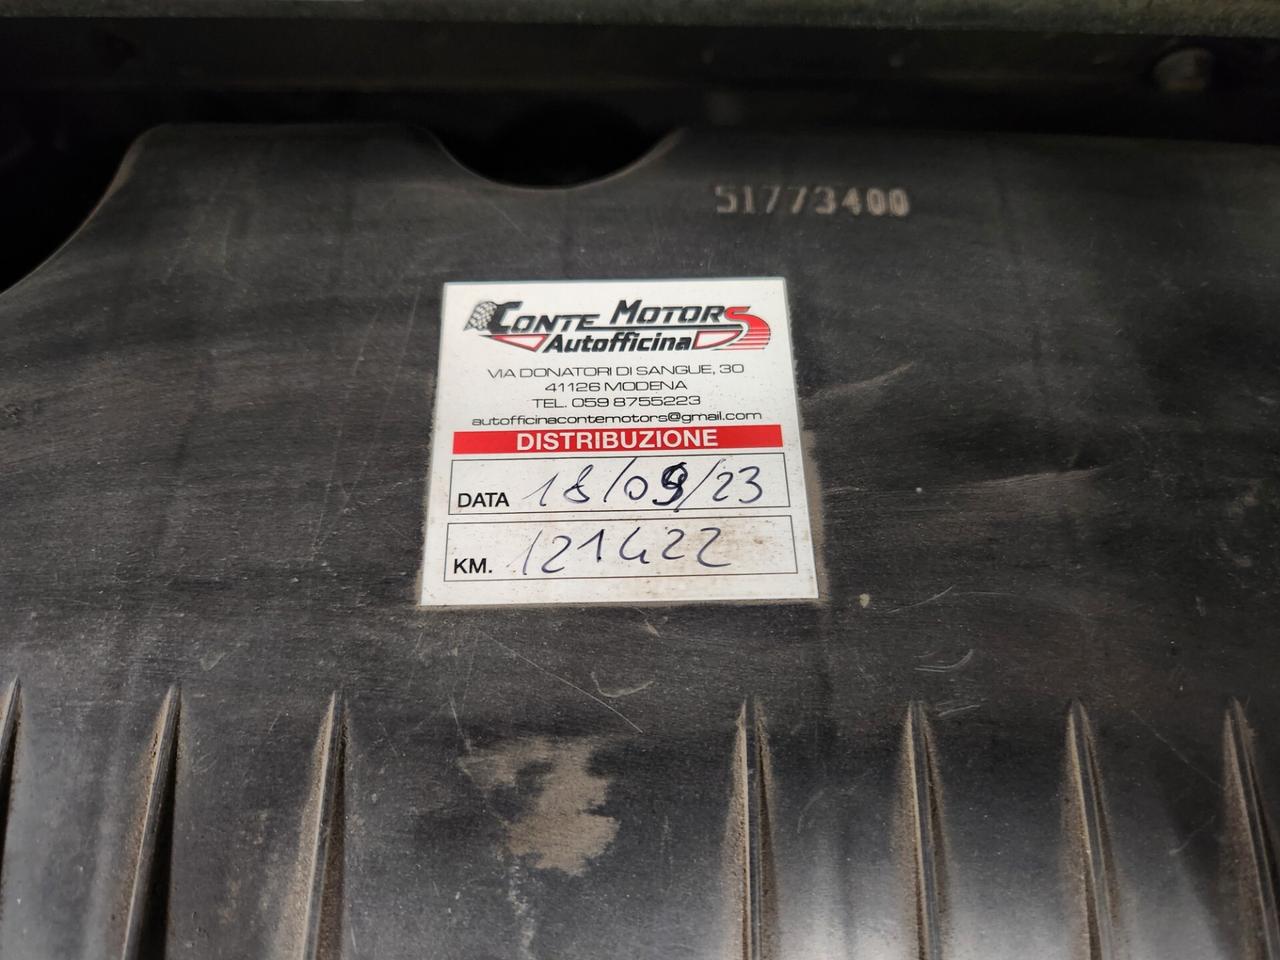 51773400
CONTE MOTORS
Autofficina
VIA DONATORI DI SANGUE, 30
41126 MODENA
TEL. 059 8755223
autofficinacontemotors@gmail.com
DISTRIBUZIONE
DATA 18/09/23
KM. 121422